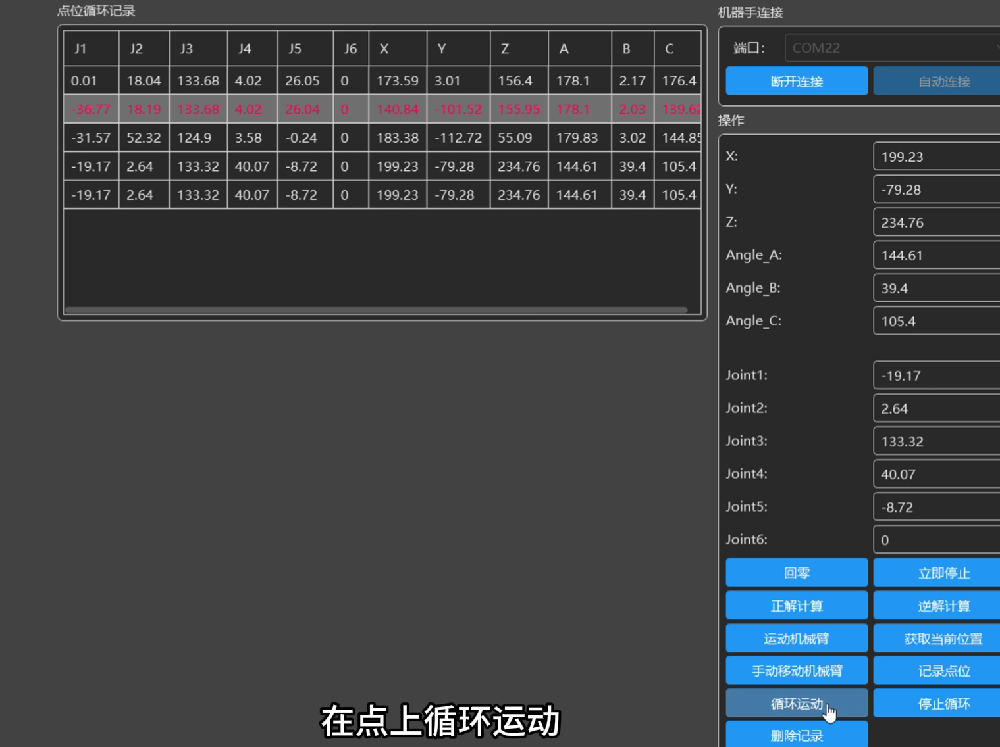 点位循环记录
J1 J2 J3 J4 J5 J6 X Y Z A B C
0.01 18.04 133.68 4.02 26.05 0 173.59 3.01 156.4 178.1 2.17 176.4
-36.77 18.19 133.68 4.02 26.04 0 140.84 -101.52 155.95 178.1 2.03 139.62
-31.57 52.32 124.9 3.58 -0.24 0 183.38 -112.72 55.09 179.83 3.02 144.85
-19.17 2.64 133.32 40.07 -8.72 0 199.23 -79.28 234.76 144.61 39.4 105.4
-19.17 2.64 133.32 40.07 -8.72 0 199.23 -79.28 234.76 144.61 39.4 105.4
机器手连接
端口: COM22
断开连接 自动连接
操作
X: 199.23
Y: -79.28
Z: 234.76
Angle_A: 144.61
Angle_B: 39.4
Angle_C: 105.4
Joint1: -19.17
Joint2: 2.64
Joint3: 133.32
Joint4: 40.07
Joint5: -8.72
Joint6: 0
回零 立即停止
正解计算 逆解计算
运动机械臂 获取当前位置
手动移动机械臂 记录点位
循环运动 停止循环
删除记录
在点上循环运动